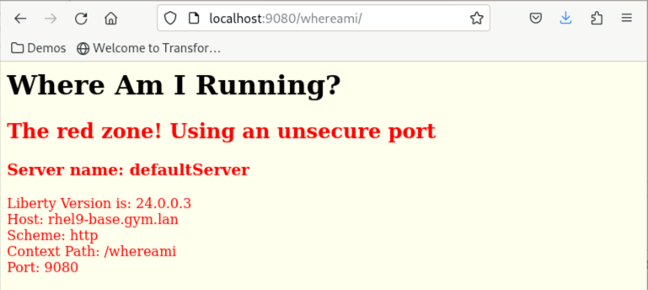 localhost:9080/whereami/
Demos Welcome to Transfor…
Where Am I Running?
The red zone! Using an unsecure port
Server name: defaultServer
Liberty Version is: 24.0.0.3
Host: rhel9-base.gym.lan
Scheme: http
Context Path: /whereami
Port: 9080